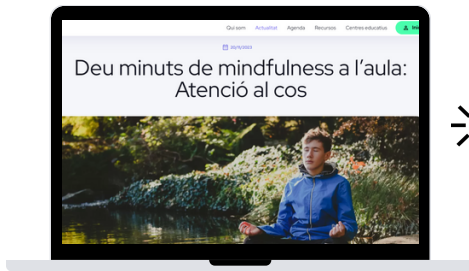 Qui som Actualitat Agenda Recursos Centres educatius
Deu minuts de mindfulness a l'aula:
Atenció al cos